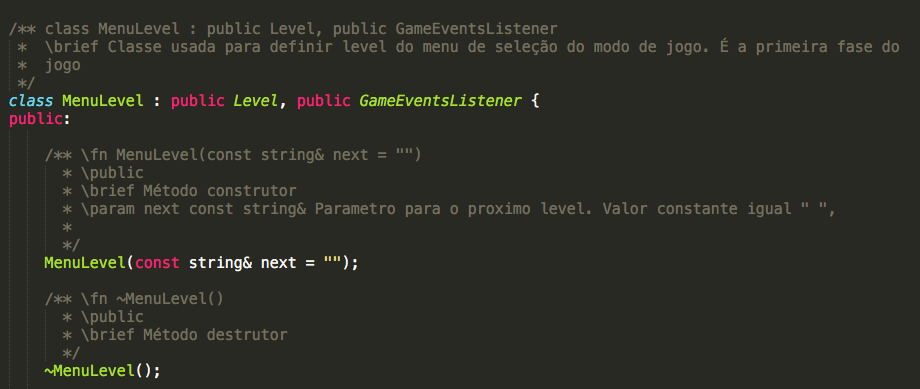 /** class MenuLevel : public Level, public GameEventsListener
 *  \brief Classe usada para definir level do menu de seleção do modo de jogo. É a primeira fase do
 *  jogo
 */
class MenuLevel : public Level, public GameEventsListener {
public:
    /** \fn MenuLevel(const string& next = "")
      * \public
      * \brief Método construtor
      * \param next const string& Parametro para o proximo level. Valor constante igual " ",
      *
      */
    MenuLevel(const string& next = "");
    /** \fn ~MenuLevel()
      * \public
      * \brief Método destrutor
      */
    ~MenuLevel();